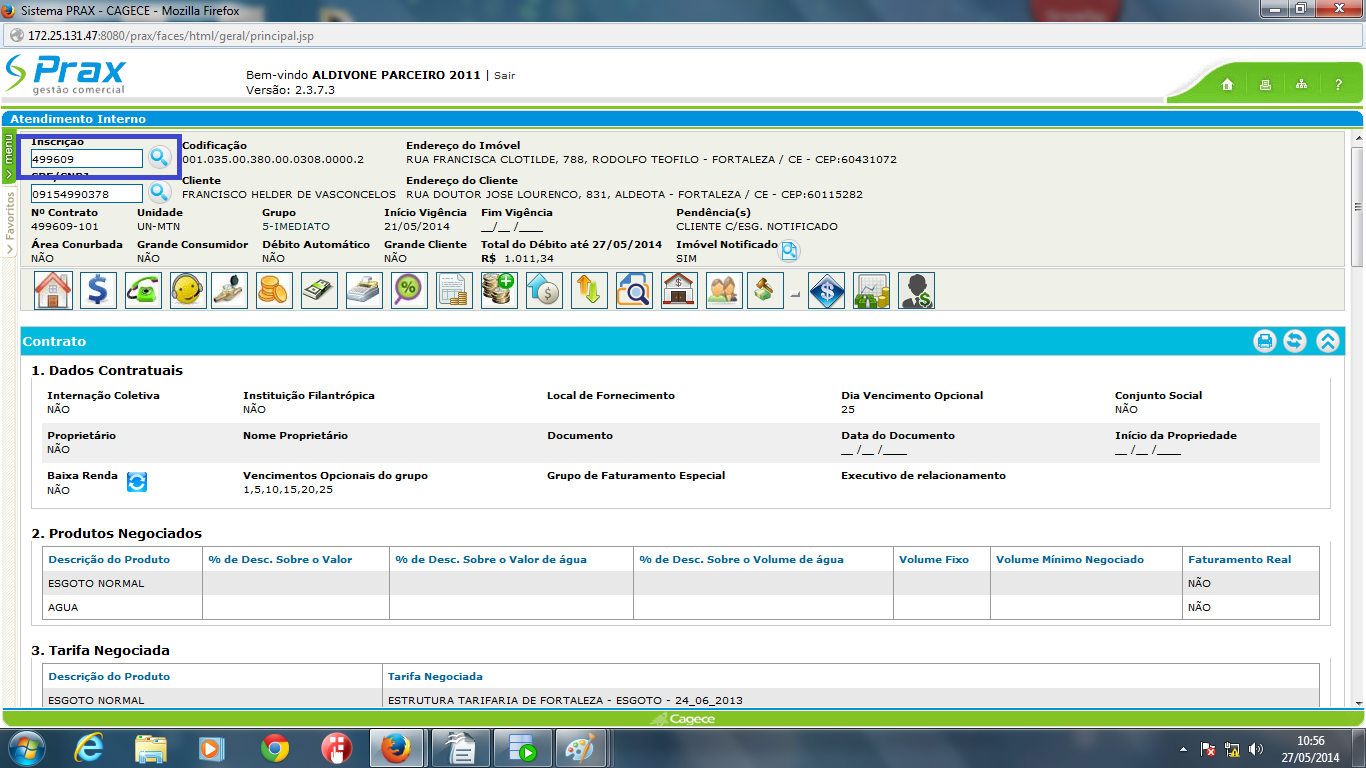 Sistema PRAX - CAGECE - Mozilla Firefox
172.25.131.47:8080/prax/faces/html/geral/principal.jsp
Prax
gestão comercial
Bem-vindo ALDIVONE PARCEIRO 2011 | Sair
Versão: 2.3.7.3
?
Atendimento Interno
menu
Favoritos
Inscrição
499609
Codificação
001.035.00.380.00.0308.0000.2
Endereço do Imóvel
RUA FRANCISCA CLOTILDE, 788, RODOLFO TEOFILO - FORTALEZA / CE - CEP:60431072
CPF/CNPJ
09154990378
Cliente
FRANCISCO HELDER DE VASCONCELOS
Endereço do Cliente
RUA DOUTOR JOSE LOURENCO, 831, ALDEOTA - FORTALEZA / CE - CEP:60115282
Nº Contrato Unidade Grupo Início Vigência Fim Vigência Pendência(s)
499609-101 UN-MTN 5-IMEDIATO 21/05/2014 __/__ /____ CLIENTE C/ESG. NOTIFICADO
Área Conurbada Grande Consumidor Débito Automático Grande Cliente Total do Débito até 27/05/2014 Imóvel Notificado
NÃO NÃO NÃO NÃO R$ 1.011,34 SIM
Contrato
1. Dados Contratuais
Internação Coletiva Instituição Filantrópica Local de Fornecimento Dia Vencimento Opcional Conjunto Social
NÃO NÃO 25 NÃO
Proprietário Nome Proprietário Documento Data do Documento Início da Propriedade
NÃO __ /__ /____ __ /__ /____
Baixa Renda Vencimentos Opcionais do grupo Grupo de Faturamento Especial Executivo de relacionamento
NÃO 1,5,10,15,20,25
2. Produtos Negociados
Descrição do Produto % de Desc. Sobre o Valor % de Desc. Sobre o Valor de água % de Desc. Sobre o Volume de água Volume Fixo Volume Mínimo Negociado Faturamento Real
ESGOTO NORMAL NÃO
AGUA NÃO
3. Tarifa Negociada
Descrição do Produto Tarifa Negociada
ESGOTO NORMAL ESTRUTURA TARIFARIA DE FORTALEZA - ESGOTO - 24_06_2013
Cagece
10:56
27/05/2014